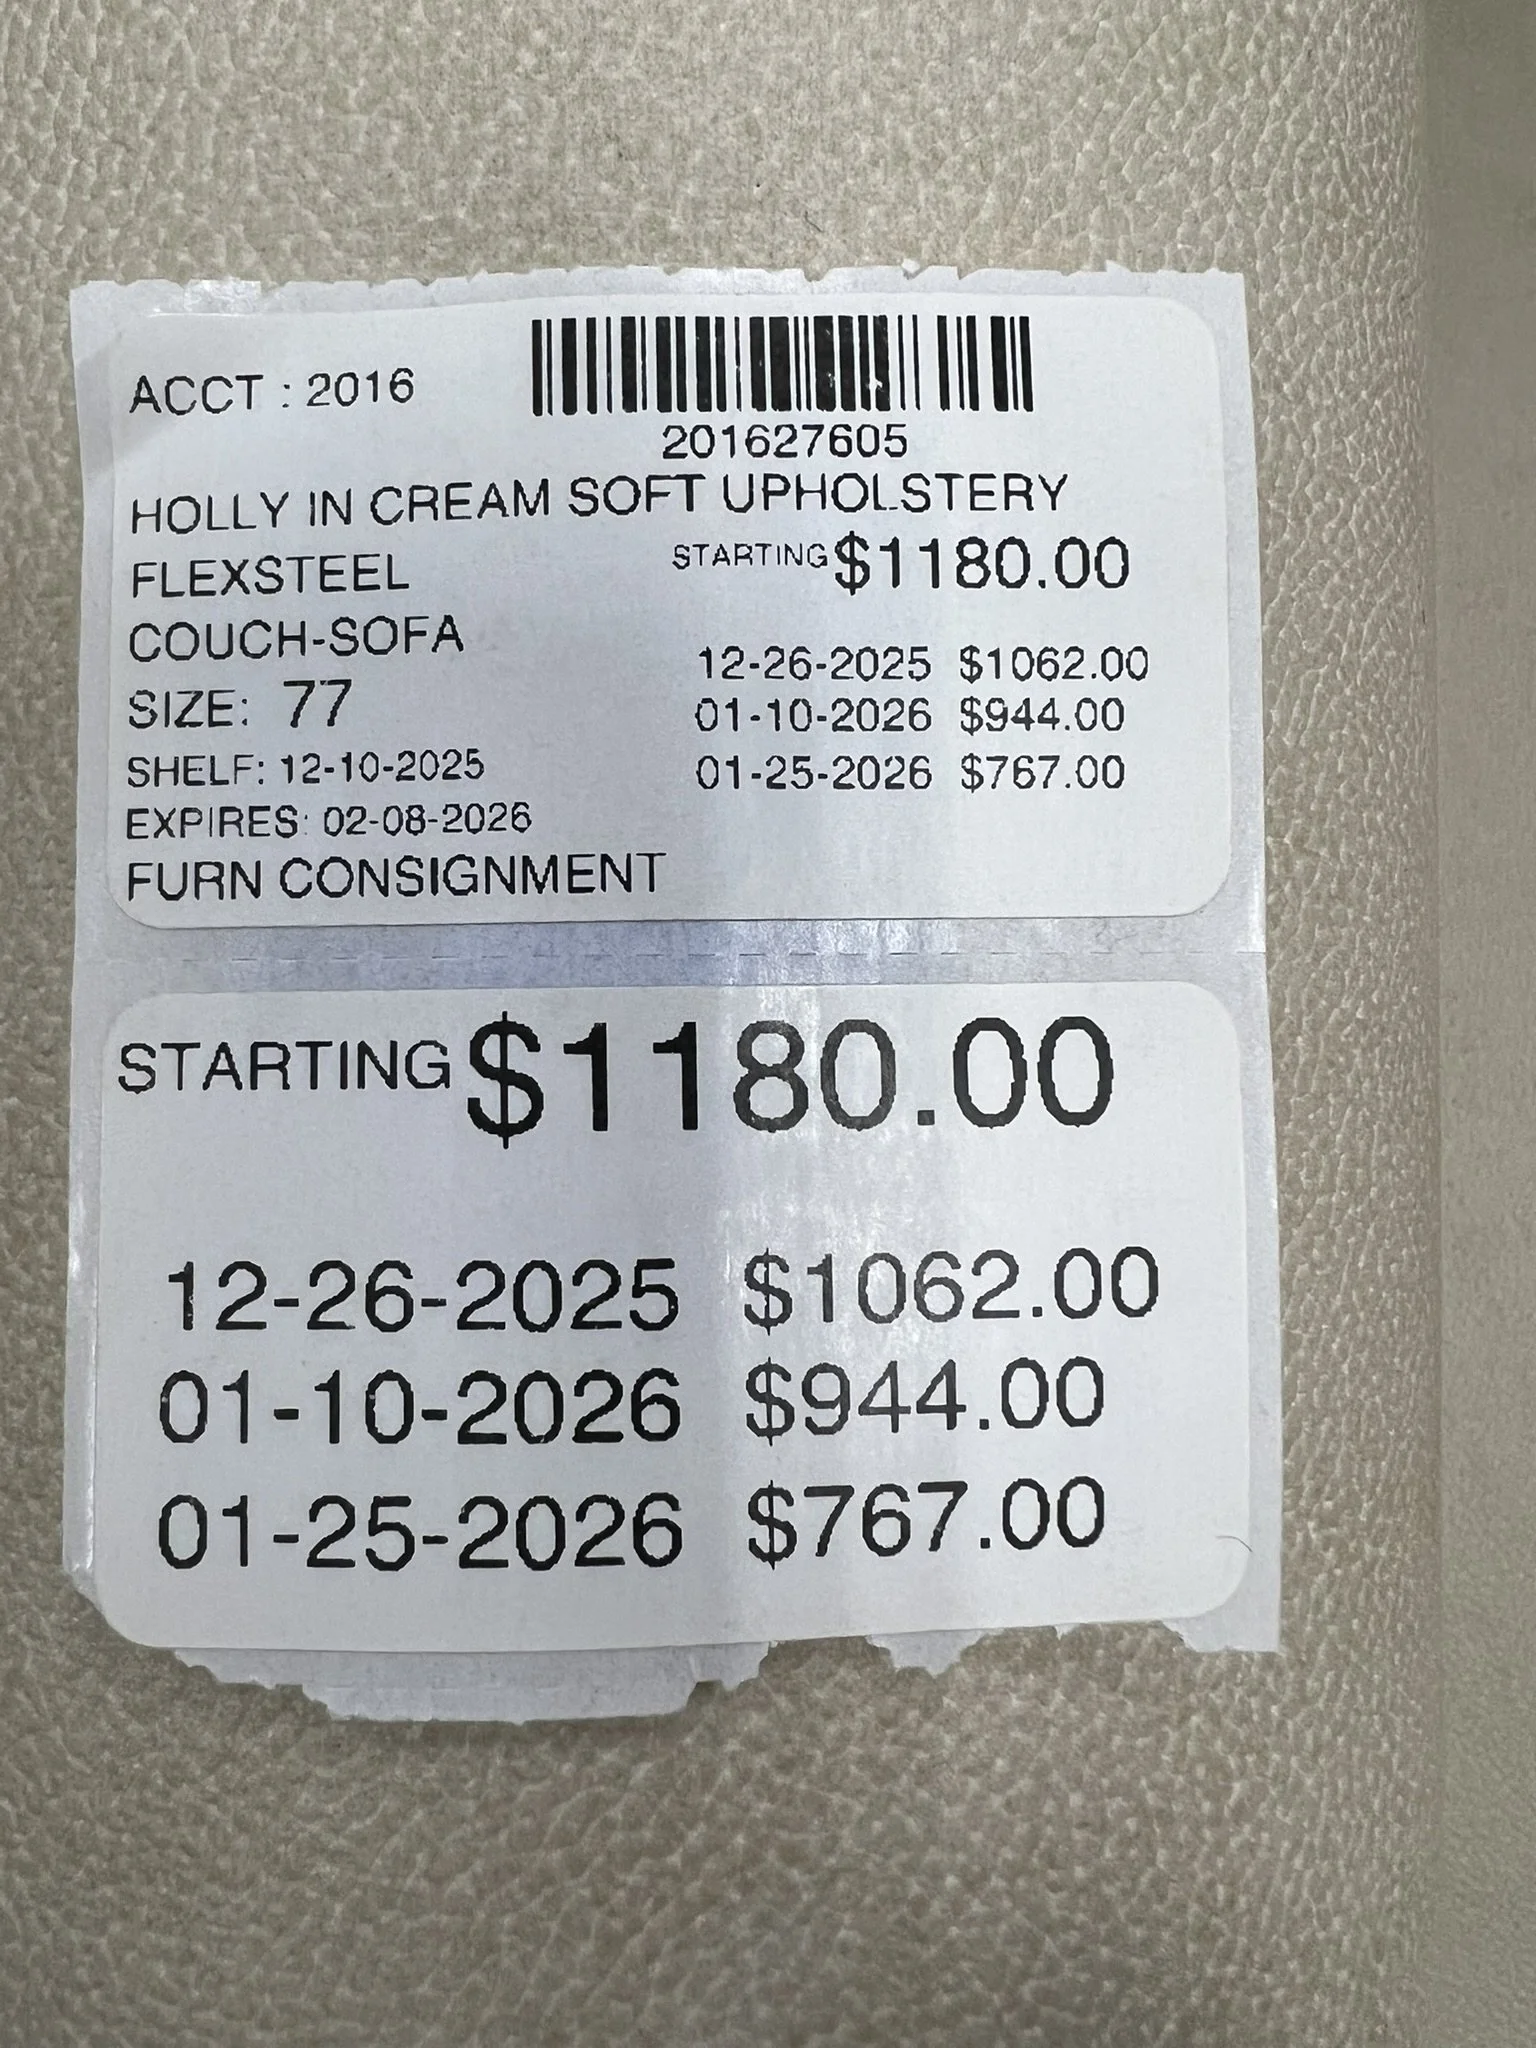 ACCT : 2016
201627605
HOLLY IN CREAM SOFT UPHOLSTERY
FLEXSTEEL STARTING $1180.00
COUCH-SOFA
12-26-2025 $1062.00
SIZE: 77
01-10-2026 $944.00
SHELF: 12-10-2025
01-25-2026 $767.00
EXPIRES: 02-08-2026
FURN CONSIGNMENT
STARTING $1180.00
12-26-2025 $1062.00
01-10-2026 $944.00
01-25-2026 $767.00